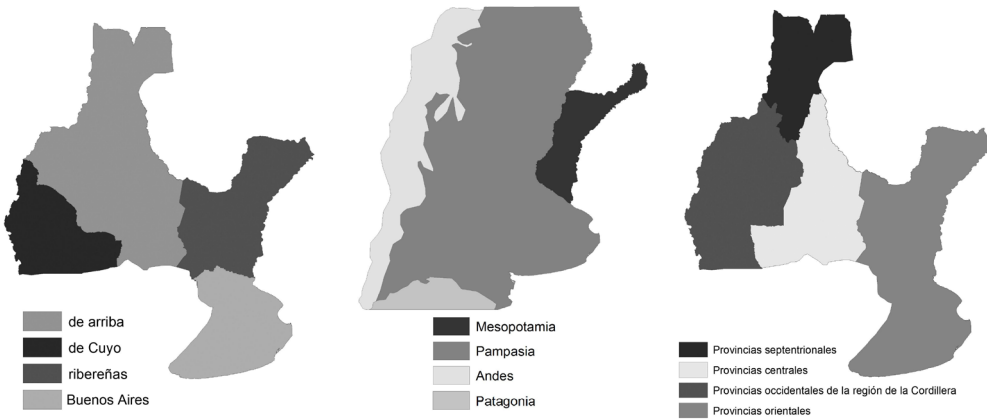 de arriba
de Cuyo
ribereñas
Buenos Aires
Mesopotamia
Pampasia
Andes
Patagonia
Provincias septentrionales
Provincias centrales
Provincias occidentales de la región de la Cordillera
Provincias orientales